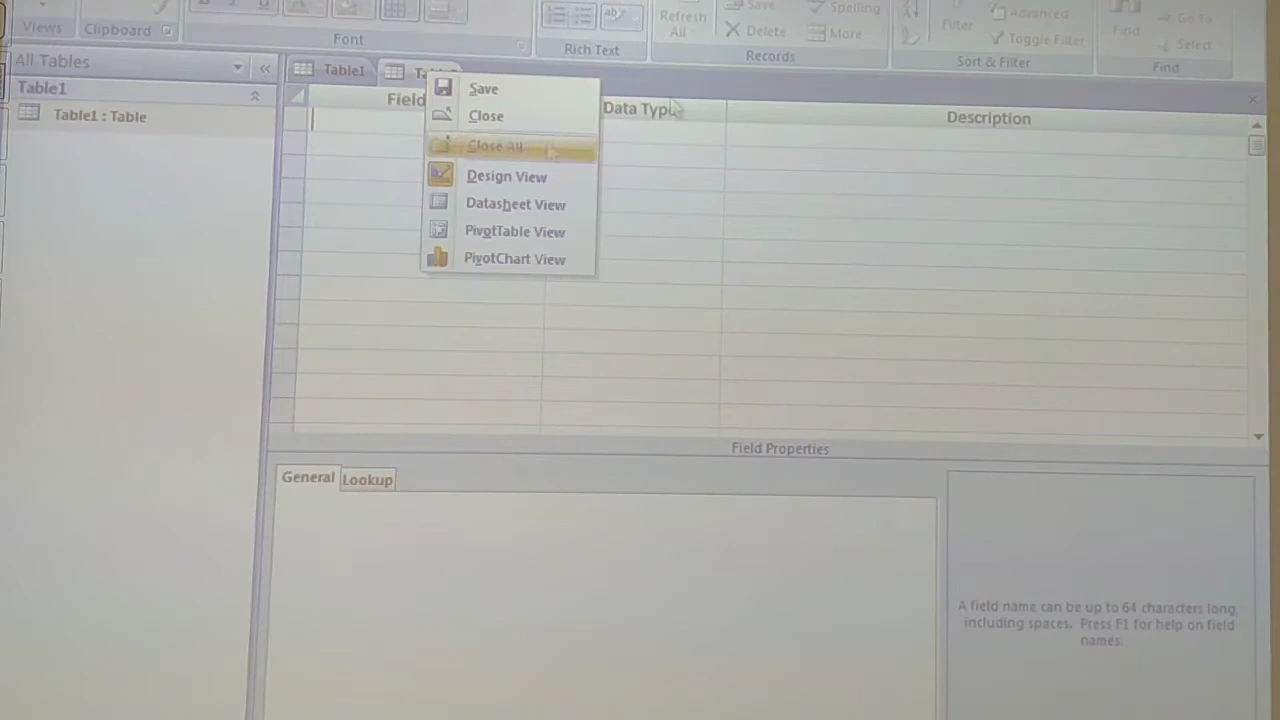 Views
Clipboard
Font
Rich Text
Refresh
All
Save
Delete
Spelling
More
Records
Filter
Advanced
Toggle Filter
Sort & Filter
Find
Go To
Select
Find
All Tables
Table1
Table1 : Table
Table1
Save
Close
Close All
Design View
Datasheet View
PivotTable View
PivotChart View
Field
Data Type
Description
Field Properties
General
Lookup
A field name can be up to 64 characters long,
including spaces. Press F1 for help on field
names.